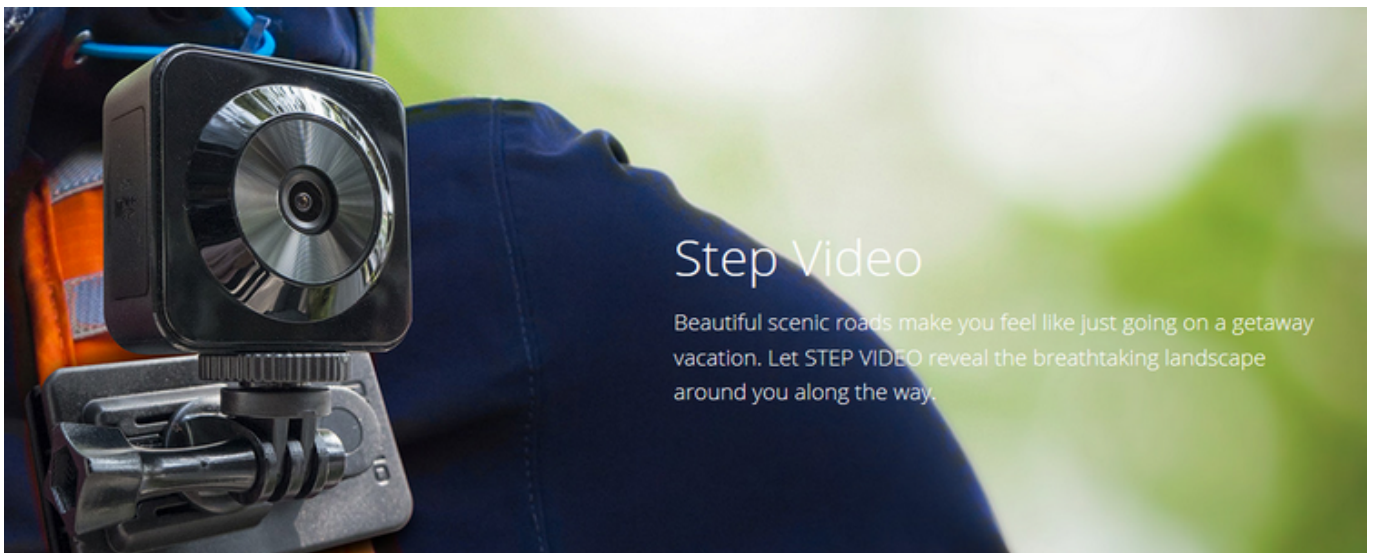 Step Video
Beautiful scenic roads make you feel like just going on a getaway
vacation. Let STEP VIDEO reveal the breathtaking landscape
around you along the way.